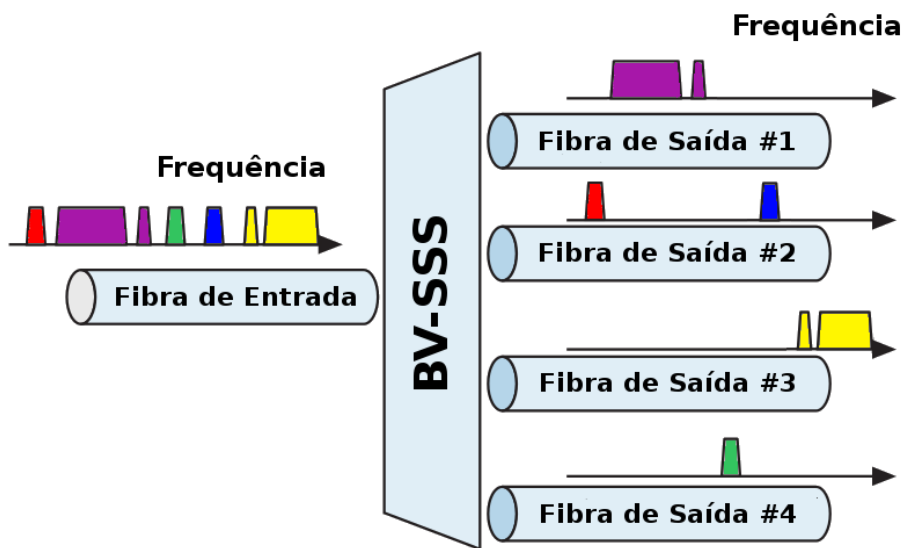 Frequência
Fibra de Saída #1
Frequência
Fibra de Entrada
BV-SSS
Fibra de Saída #2
Fibra de Saída #3
Fibra de Saída #4